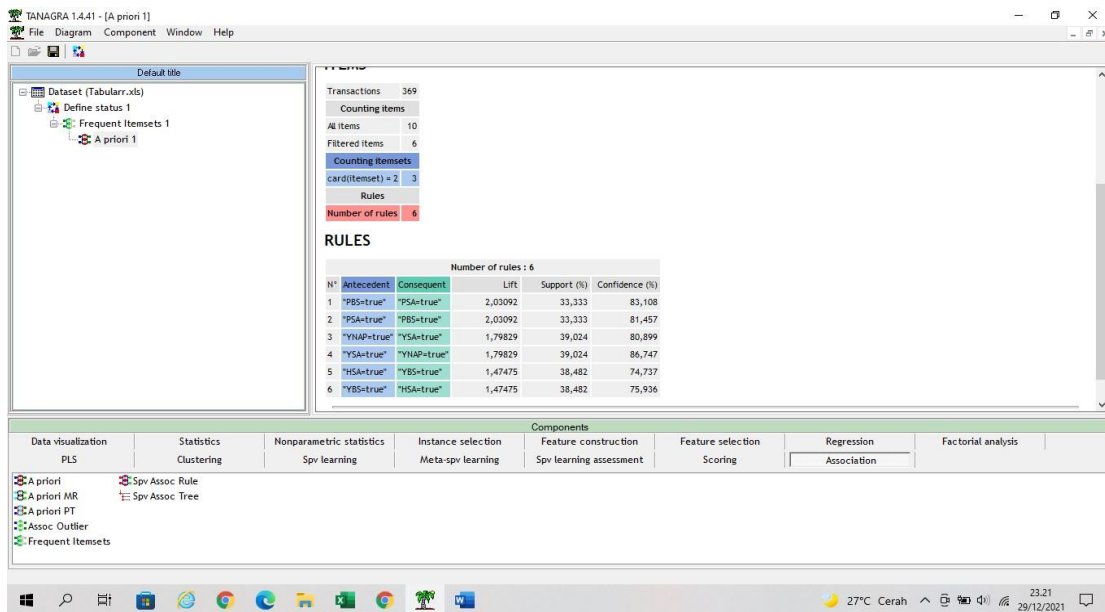 TANAGRA 1.4.41 - [A priori 1]
File Diagram Component Window Help
Default title
Dataset (Tabularr.xls)
Define status 1
Frequent Itemsets 1
A priori 1
Transactions 369
Counting items
All items 10
Filtered items 6
Counting itemsets
card(itemset) = 2 3
Rules
Number of rules 6
RULES
Number of rules : 6
N° Antecedent Consequent Lift Support (%) Confidence (%)
1 "PBS=true" "PSA=true" 2,03092 33,333 83,108
2 "PSA=true" "PBS=true" 2,03092 33,333 81,457
3 "YNAP=true" "YSA=true" 1,79829 39,024 80,899
4 "YSA=true" "YNAP=true" 1,79829 39,024 86,747
5 "HSA=true" "YBS=true" 1,47475 38,482 74,737
6 "YBS=true" "HSA=true" 1,47475 38,482 75,936
Components
Data visualization Statistics Nonparametric statistics Instance selection Feature construction Feature selection Regression Factorial analysis
PLS Clustering Spv learning Meta-spv learning Spv learning assessment Scoring Association
A priori Spv Assoc Rule
A priori MR Spv Assoc Tree
A priori PT
Assoc Outlier
Frequent Itemsets
27°C Cerah
23.21
29/12/2021